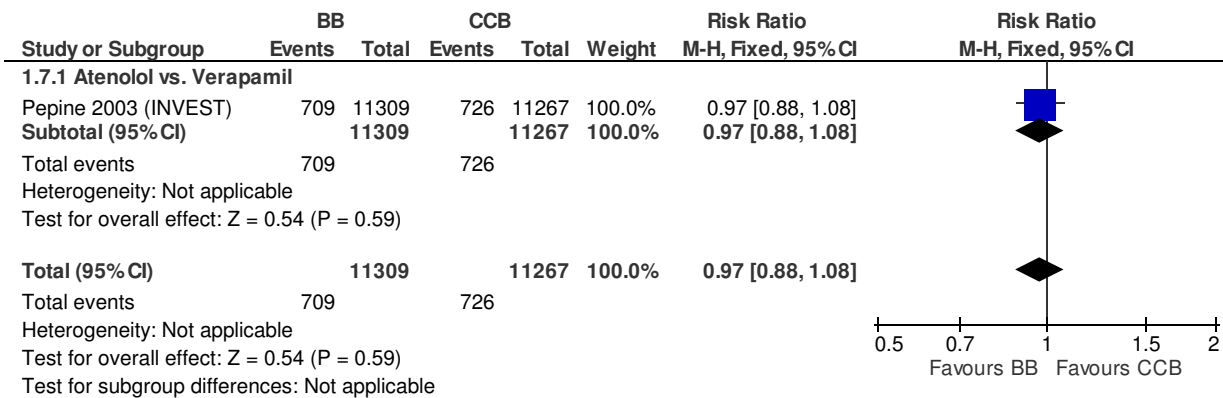 BB CCB Risk Ratio Risk Ratio
Study or Subgroup Events Total Events Total Weight M-H, Fixed, 95% CI M-H, Fixed, 95% CI
1.7.1 Atenolol vs. Verapamil
Pepine 2003 (INVEST) 709 11309 726 11267 100.0% 0.97 [0.88, 1.08]
Subtotal (95% CI) 11309 11267 100.0% 0.97 [0.88, 1.08]
Total events 709 726
Heterogeneity: Not applicable
Test for overall effect: Z = 0.54 (P = 0.59)
Total (95% CI) 11309 11267 100.0% 0.97 [0.88, 1.08]
Total events 709 726
Heterogeneity: Not applicable
Test for overall effect: Z = 0.54 (P = 0.59)
Test for subgroup differences: Not applicable
0.5 0.7 1 1.5 2
Favours BB Favours CCB